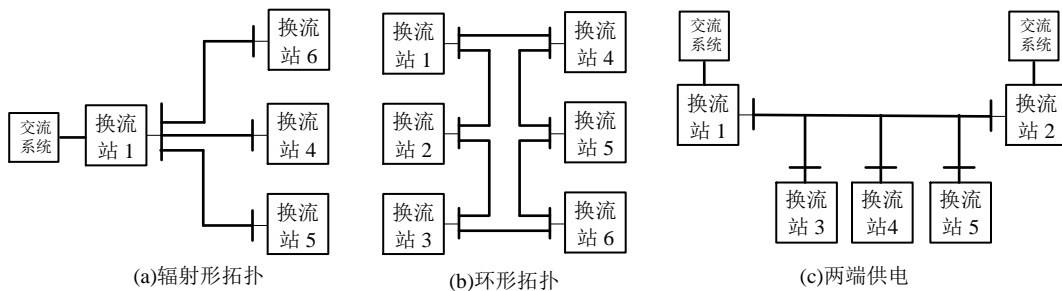 换流
站 6
交流
系统
换流
站 1
换流
站 4
换流
站 5
(a)辐射形拓扑
换流
站 1
换流
站 4
换流
站 2
换流
站 5
换流
站 3
换流
站 6
(b)环形拓扑
交流
系统
交流
系统
换流
站 1
换流
站 2
换流
站 3
换流
站4
换流
站 5
(c)两端供电